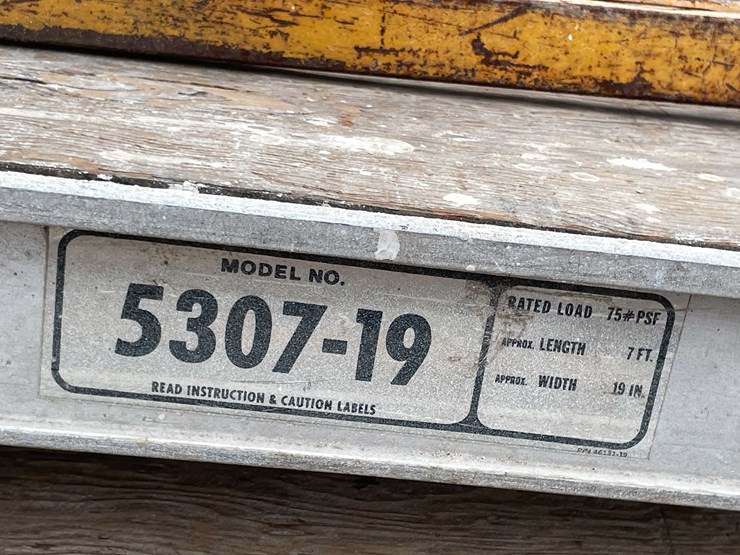 MODEL NO.
5307-19
READ INSTRUCTION & CAUTION LABELS
RATED LOAD 75# PSF
APPROX. LENGTH 7 FT.
APPROX. WIDTH 19 IN.